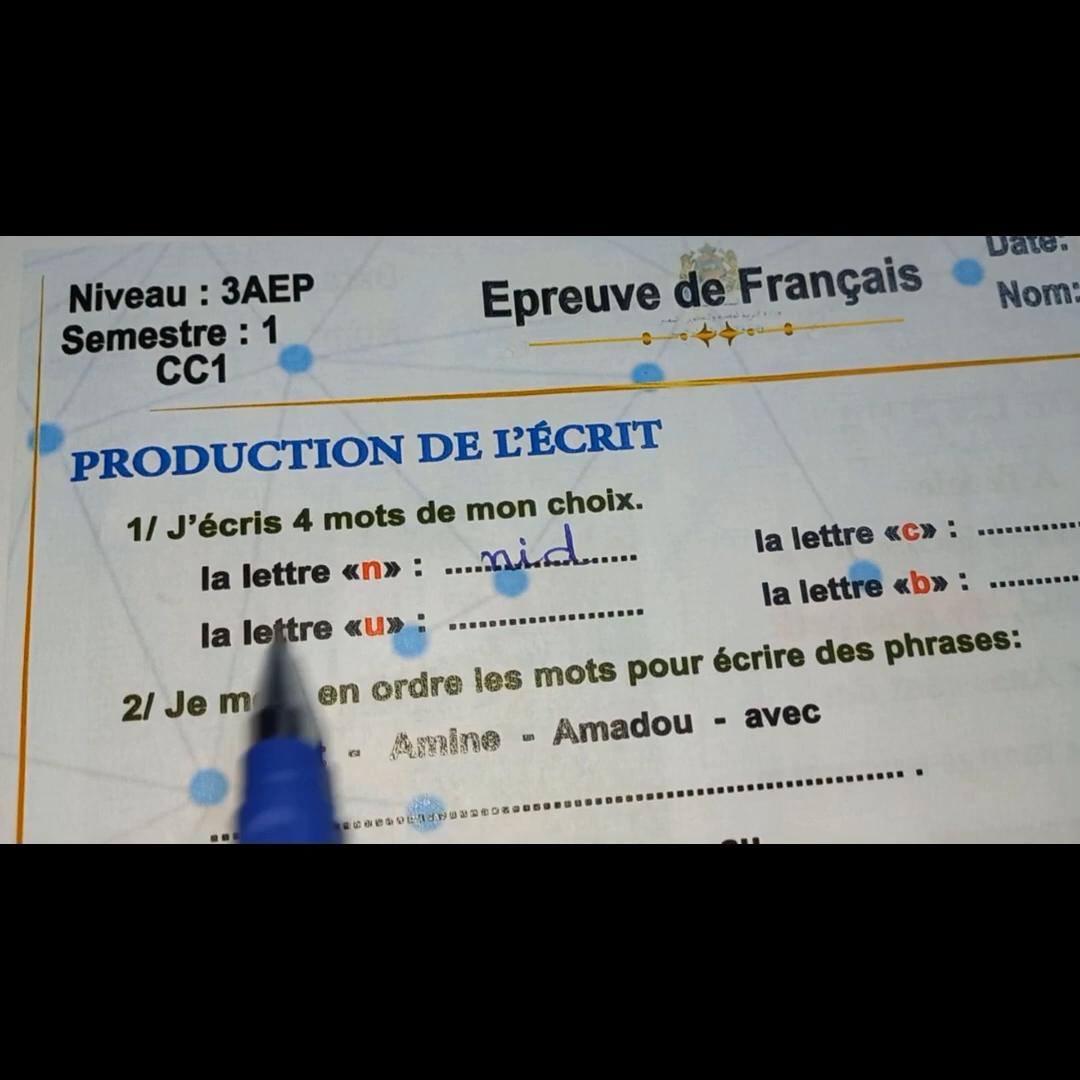 Niveau : 3AEP
Semestre : 1
CC1
Epreuve de Français
Date:
Nom:
PRODUCTION DE L'ÉCRIT
1/ J'écris 4 mots de mon choix.
la lettre «n» : ....nid......
la lettre «c» : ............
la lettre «u» : ......................
la lettre «b» : ..........
2/ Je en ordre les mots pour écrire des phrases:
- Amine - Amadou - avec